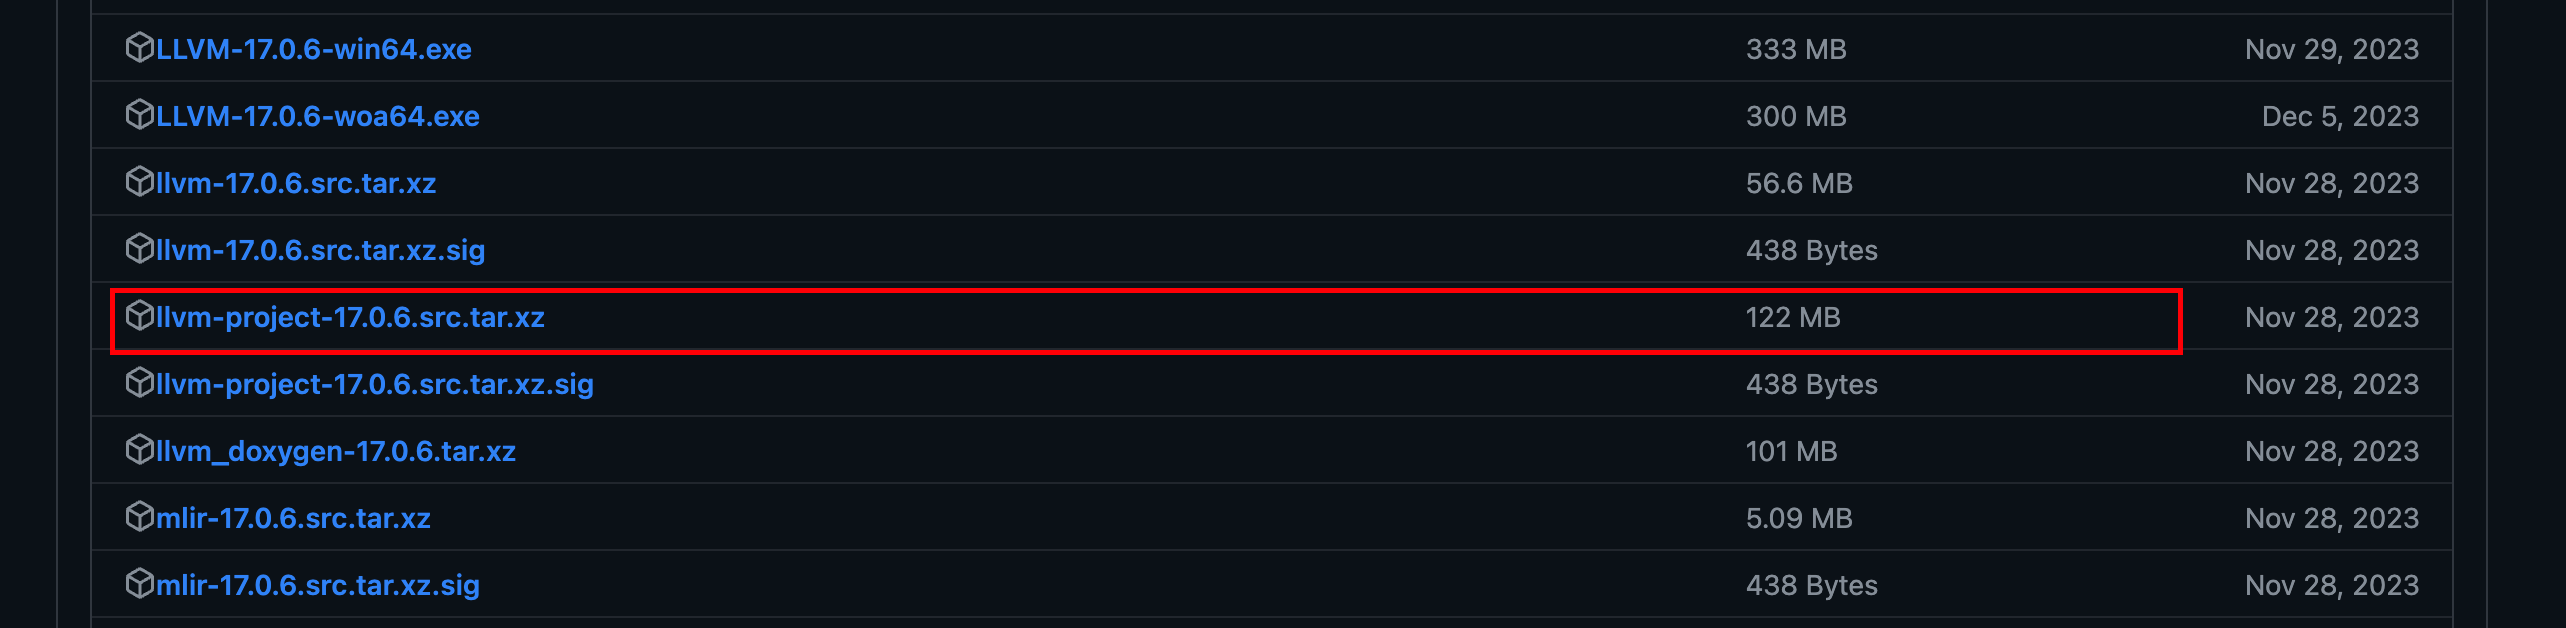 LLVM-17.0.6-win64.exe 333 MB Nov 29, 2023
LLVM-17.0.6-woa64.exe 300 MB Dec 5, 2023
llvm-17.0.6.src.tar.xz 56.6 MB Nov 28, 2023
llvm-17.0.6.src.tar.xz.sig 438 Bytes Nov 28, 2023
llvm-project-17.0.6.src.tar.xz 122 MB Nov 28, 2023
llvm-project-17.0.6.src.tar.xz.sig 438 Bytes Nov 28, 2023
llvm_doxygen-17.0.6.tar.xz 101 MB Nov 28, 2023
mlir-17.0.6.src.tar.xz 5.09 MB Nov 28, 2023
mlir-17.0.6.src.tar.xz.sig 438 Bytes Nov 28, 2023